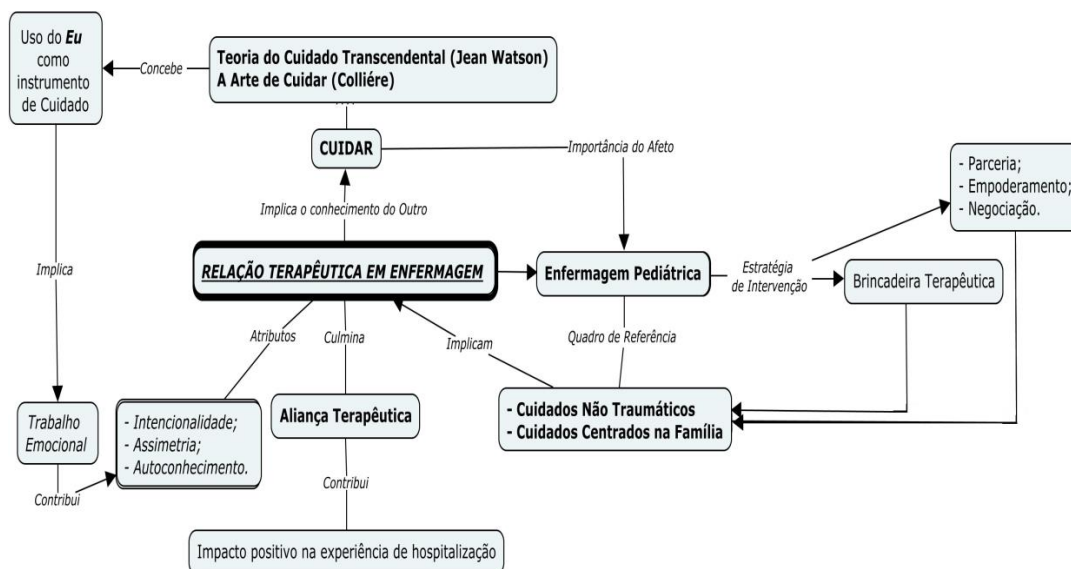 Uso do Eu
como
instrumento
de Cuidado
Concebe
Teoria do Cuidado Transcendental (Jean Watson)
A Arte de Cuidar (Colliére)
....
CUIDAR
Importância do Afeto
- Parceria;
- Empoderamento;
- Negociação.
Implica o conhecimento do Outro
Implica
RELAÇÃO TERAPÊUTICA EM ENFERMAGEM
Enfermagem Pediátrica
Estratégia
de Intervenção
Brincadeira Terapêutica
Atributos
Culmina
Implicam
Quadro de Referência
Trabalho
Emocional
- Intencionalidade;
- Assimetria;
- Autoconhecimento.
Aliança Terapêutica
- Cuidados Não Traumáticos
- Cuidados Centrados na Família
Contribui
Contribui
Impacto positivo na experiência de hospitalização